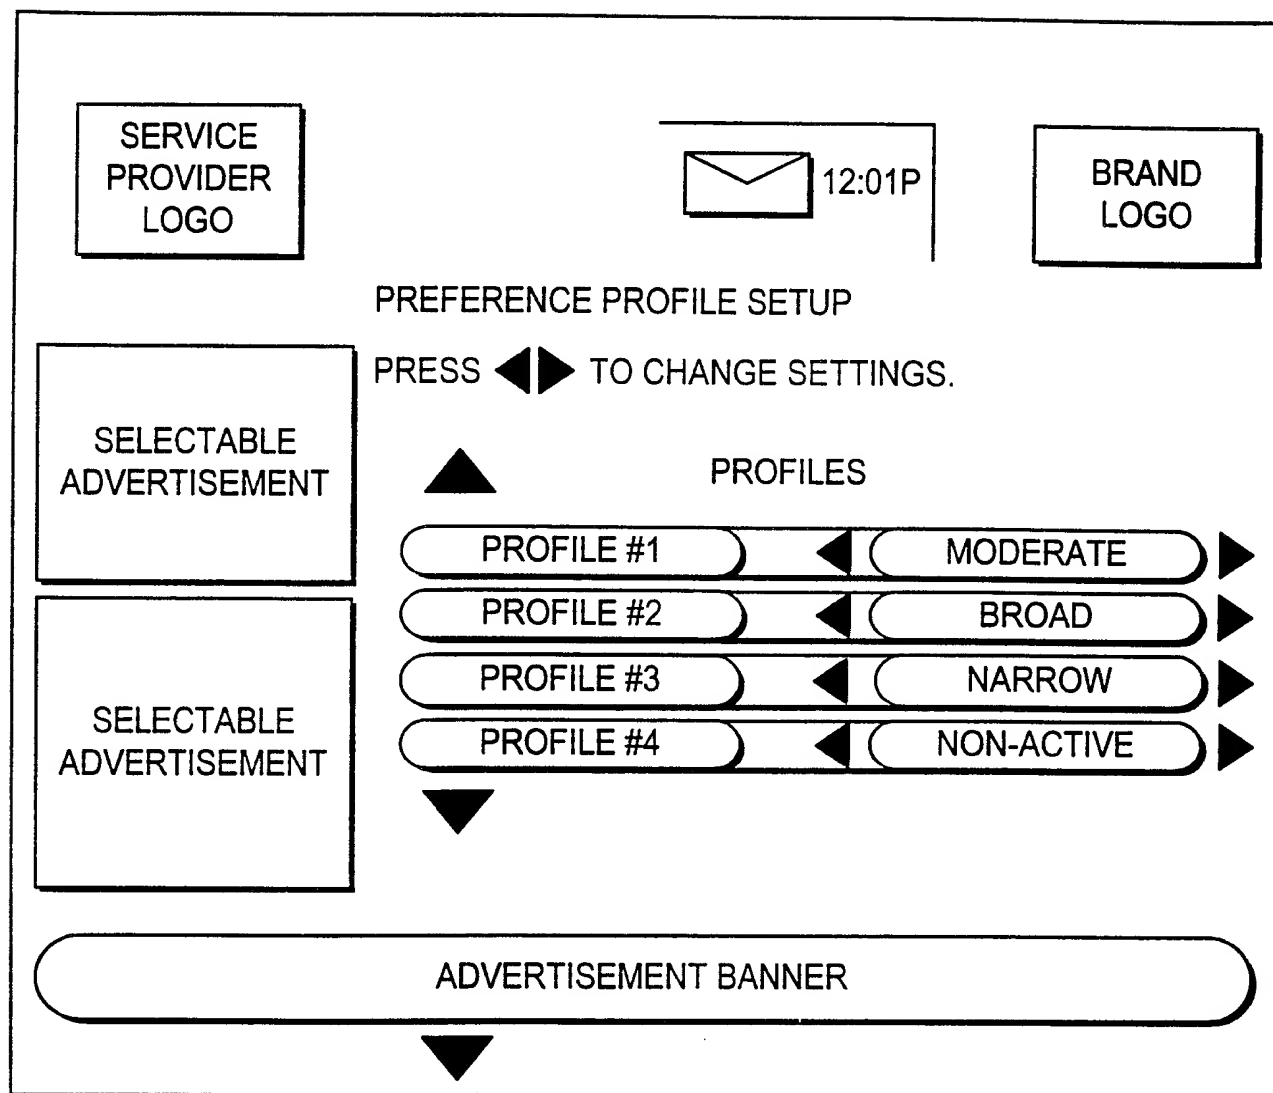 SERVICE
PROVIDER
LOGO
12:01P
BRAND
LOGO
PREFERENCE PROFILE SETUP
PRESS ◀▶ TO CHANGE SETTINGS.
SELECTABLE
ADVERTISEMENT
PROFILES
PROFILE #1 MODERATE
PROFILE #2 BROAD
PROFILE #3 NARROW
PROFILE #4 NON-ACTIVE
SELECTABLE
ADVERTISEMENT
ADVERTISEMENT BANNER